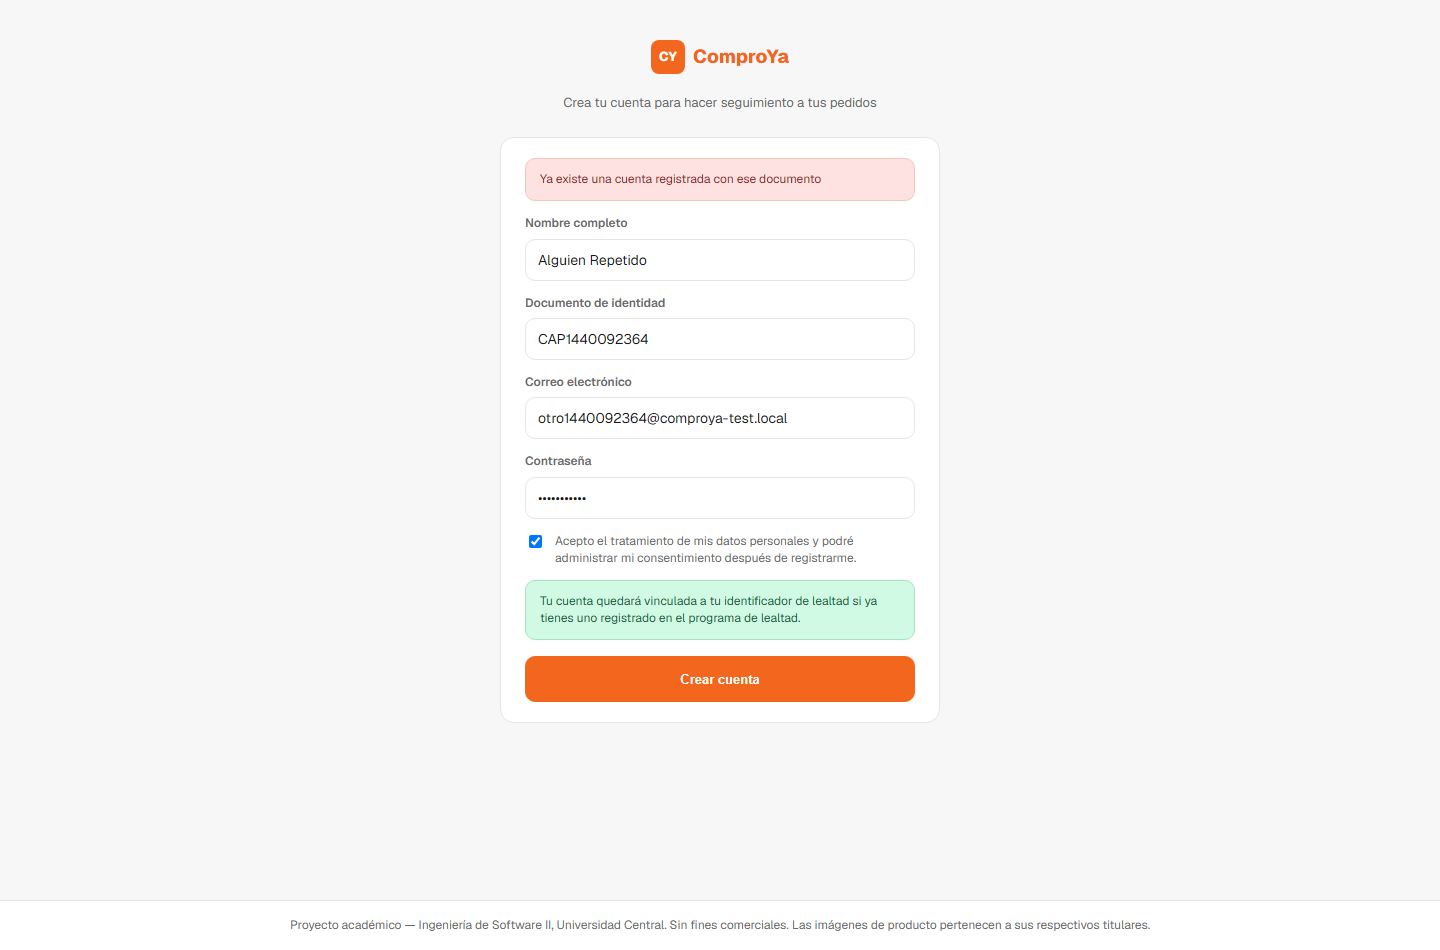 CY ComproYa
Crea tu cuenta para hacer seguimiento a tus pedidos
Ya existe una cuenta registrada con ese documento
Nombre completo
Alguien Repetido
Documento de identidad
CAP1440092364
Correo electrónico
otro1440092364@comproya-test.local
Contraseña
•••••••••••
Acepto el tratamiento de mis datos personales y podré
administrar mi consentimiento después de registrarme.
Tu cuenta quedará vinculada a tu identificador de lealtad si ya
tienes uno registrado en el programa de lealtad.
Crear cuenta
Proyecto académico — Ingeniería de Software II, Universidad Central. Sin fines comerciales. Las imágenes de producto pertenecen a sus respectivos titulares.